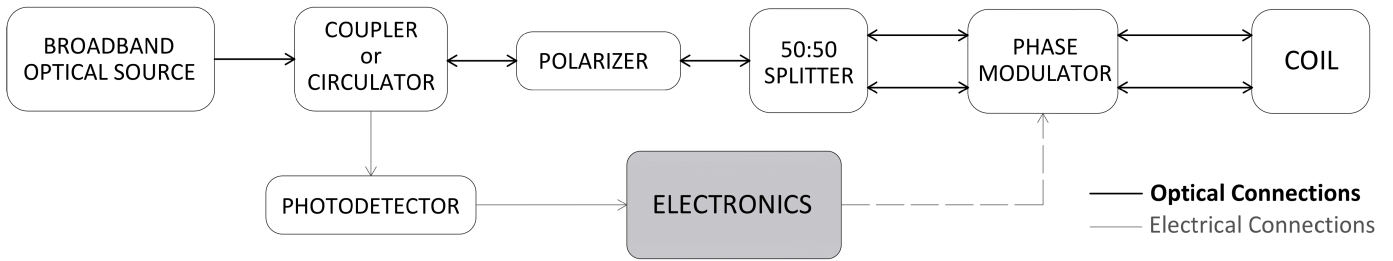 BROADBAND
OPTICAL SOURCE
COUPLER
or
CIRCULATOR
POLARIZER
50:50
SPLITTER
PHASE
MODULATOR
COIL
PHOTODETECTOR
ELECTRONICS
Optical Connections
Electrical Connections